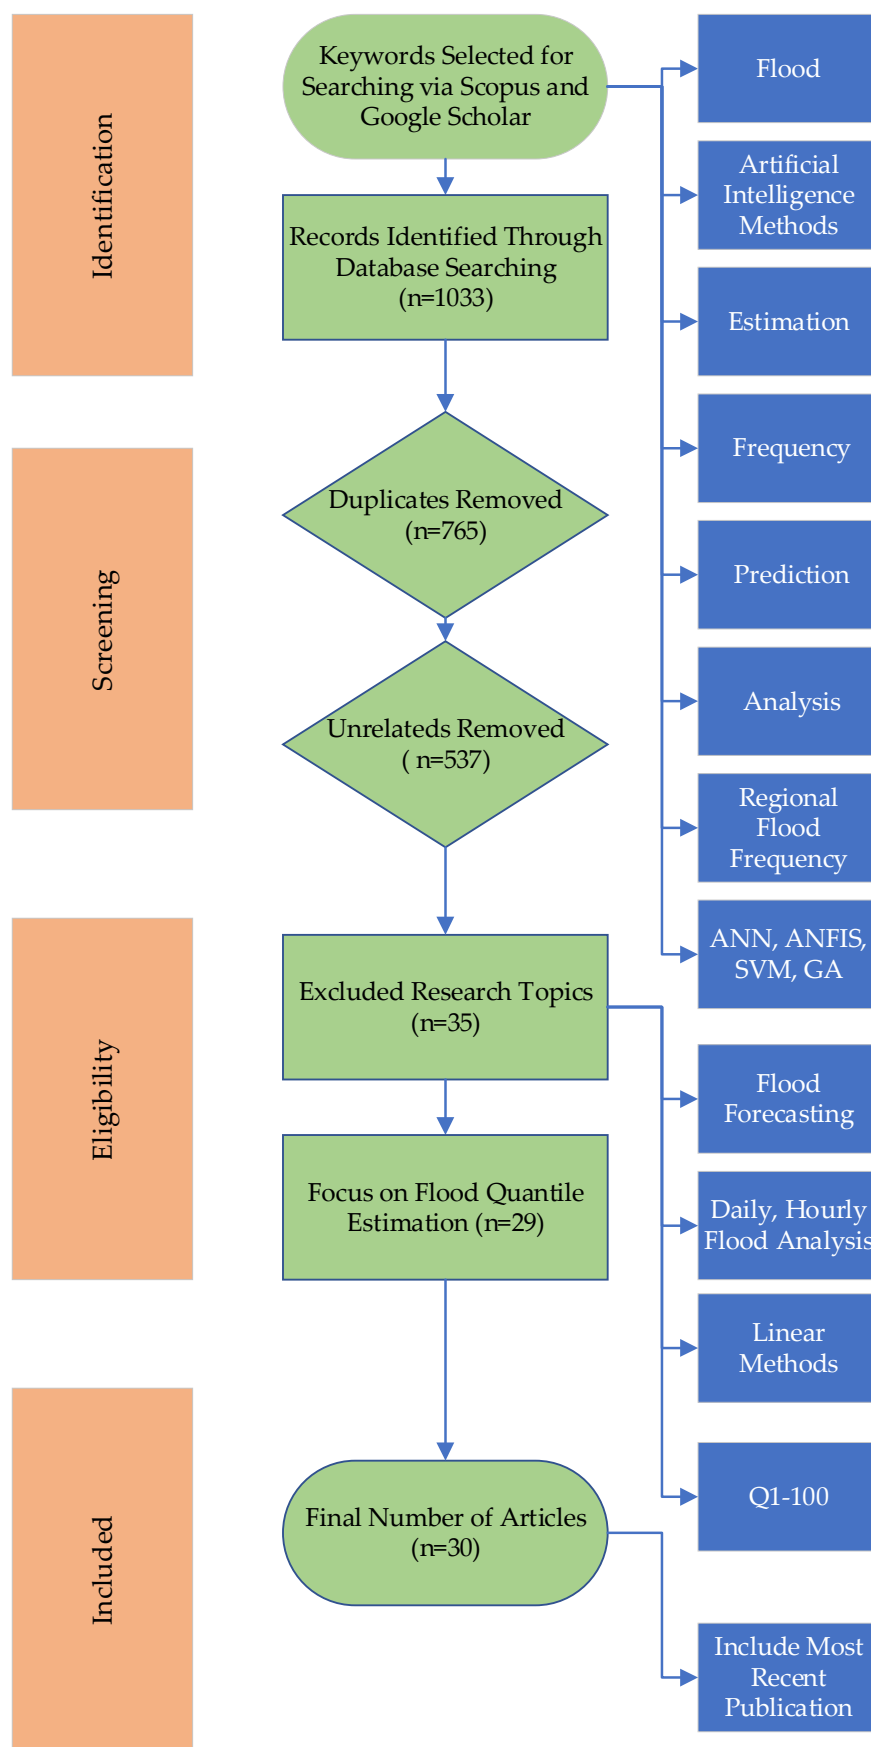 Identification
Keywords Selected for
Searching via Scopus and
Google Scholar
Records Identified Through
Database Searching
(n=1033)
Screening
Duplicates Removed
(n=765)
Unrelateds Removed
( n=537)
Eligibility
Excluded Research Topics
(n=35)
Focus on Flood Quantile
Estimation (n=29)
Included
Final Number of Articles
(n=30)
Flood
Artificial
Intelligence
Methods
Estimation
Frequency
Prediction
Analysis
Regional
Flood
Frequency
ANN, ANFIS,
SVM, GA
Flood
Forecasting
Daily, Hourly
Flood Analysis
Linear
Methods
Q1-100
Include Most
Recent
Publication